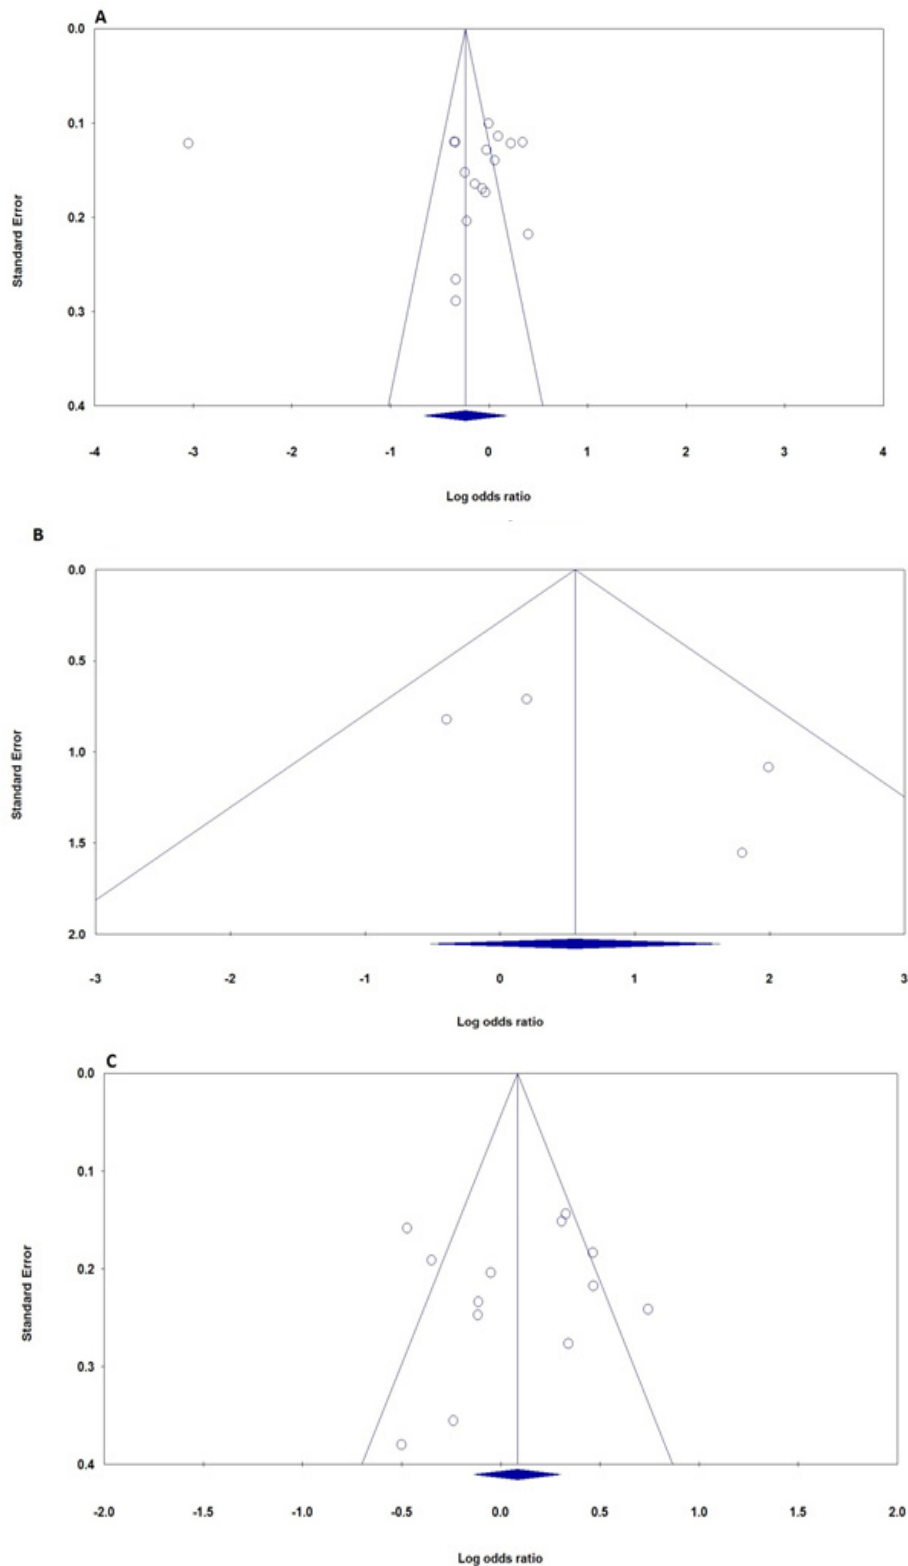 A
0.0
0.1
0.2
0.3
0.4
Standard Error
-4 -3 -2 -1 0 1 2 3 4
Log odds ratio
B
0.0
0.5
1.0
1.5
2.0
Standard Error
-3 -2 -1 0 1 2 3
Log odds ratio
C
0.0
0.1
0.2
0.3
0.4
Standard Error
-2.0 -1.5 -1.0 -0.5 0.0 0.5 1.0 1.5 2.0
Log odds ratio